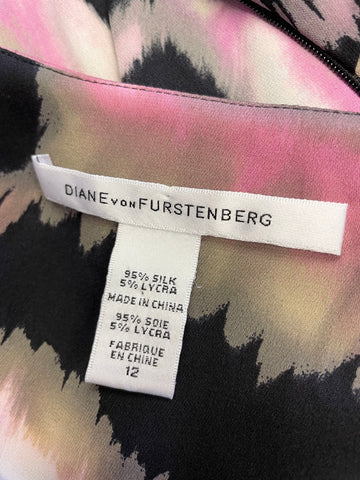 DIANE VON FURSTENBERG
95% SILK
5% LYCRA
MADE IN CHINA
95% SOIE
5% LYCRA
FABRIQUE
EN CHINE
12